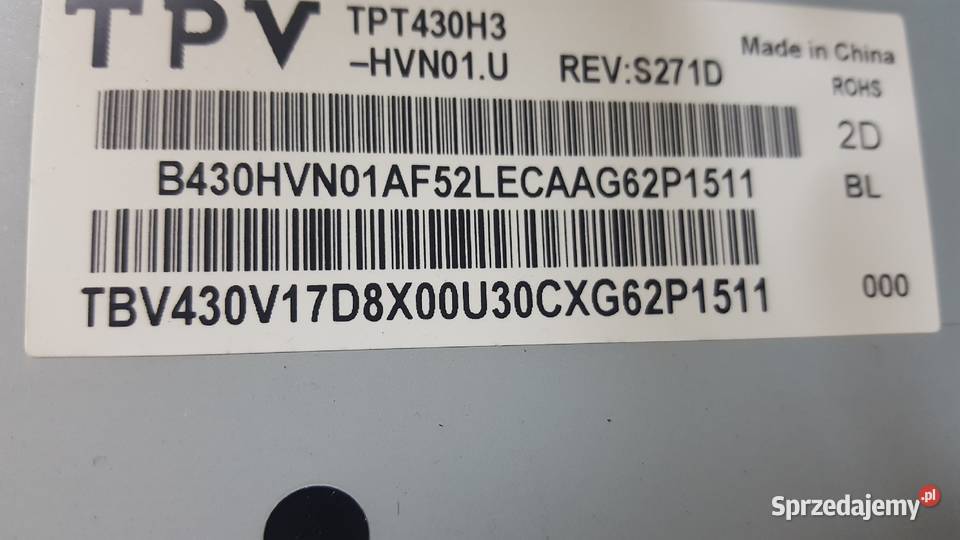 TPV
TPT430H3
-HVN01.U
REV:S271D
Made in China
ROHS
2D
B430HVN01AF52LECAAG62P1511
BL
TBV430V17D8X00U30CXG62P1511
000
Sprzedajemy.pl